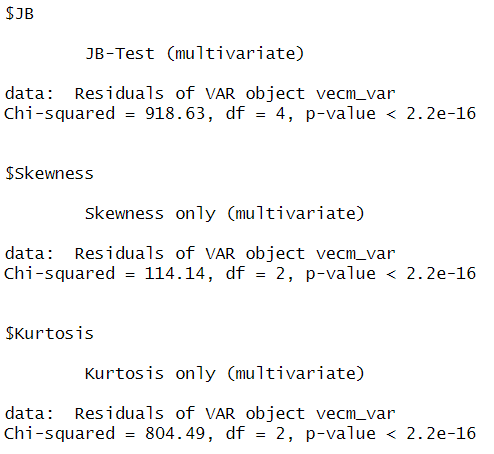 $JB
JB-Test (multivariate)
data:  Residuals of VAR object vecm_var
Chi-squared = 918.63, df = 4, p-value < 2.2e-16
$Skewness
Skewness only (multivariate)
data:  Residuals of VAR object vecm_var
Chi-squared = 114.14, df = 2, p-value < 2.2e-16
$Kurtosis
Kurtosis only (multivariate)
data:  Residuals of VAR object vecm_var
Chi-squared = 804.49, df = 2, p-value < 2.2e-16